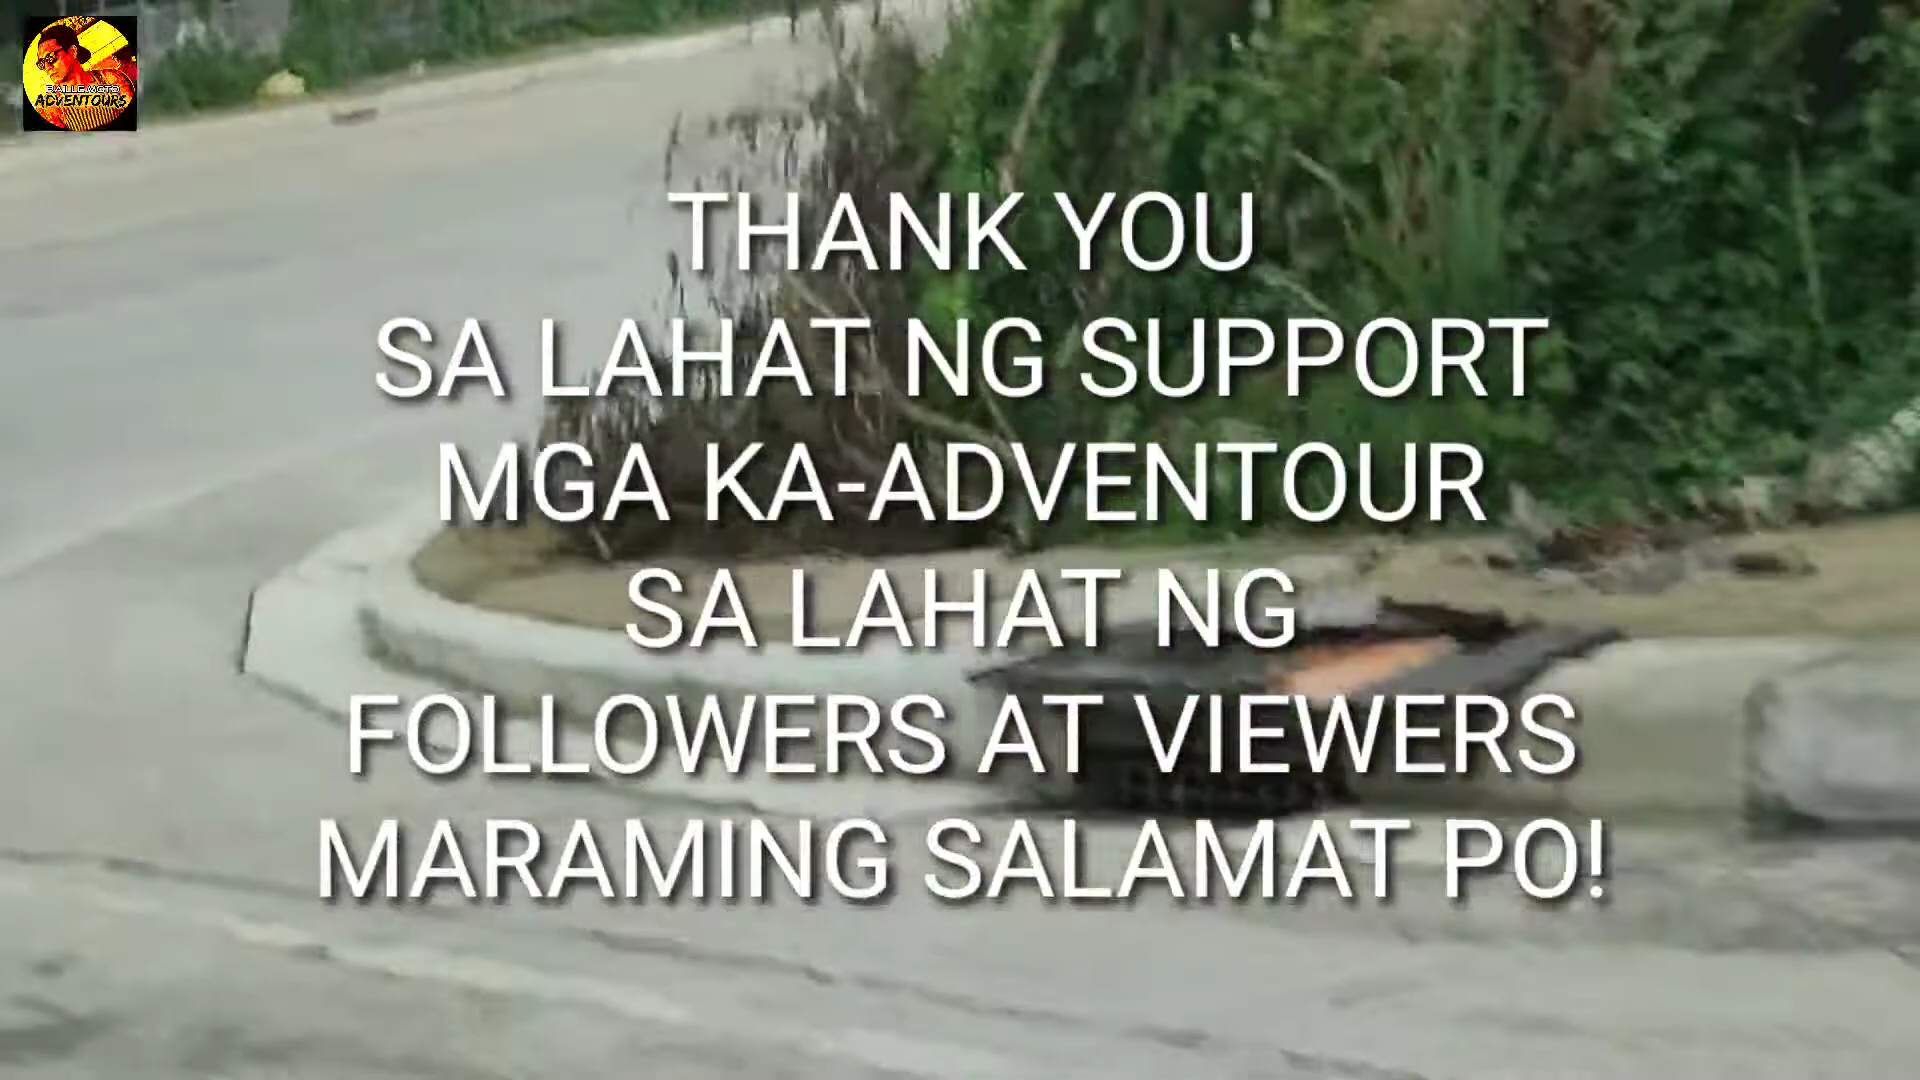 ADVENTOURS
THANK YOU
SA LAHAT NG SUPPORT
MGA KA-ADVENTOUR
SA LAHAT NG
FOLLOWERS AT VIEWERS
MARAMING SALAMAT PO!